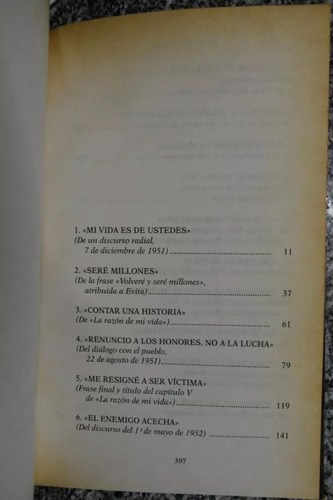 1. «MI VIDA ES DE USTEDES»
(De un discurso radial,
7 de diciembre de 1951) 11
2. «SERÉ MILLONES»
(De la frase «Volveré y seré millones»,
atribuida a Evita) 37
3. «CONTAR UNA HISTORIA»
(De «La razón de mi vida») 61
4. «RENUNCIO A LOS HONORES, NO A LA LUCHA»
(Del diálogo con el pueblo,
22 de agosto de 1951) 79
5. «ME RESIGNÉ A SER VÍCTIMA»
(Frase final y título del capítulo V
de «La razón de mi vida») 119
6. «EL ENEMIGO ACECHA»
(Del discurso del 1º de mayo de 1952) 141
397